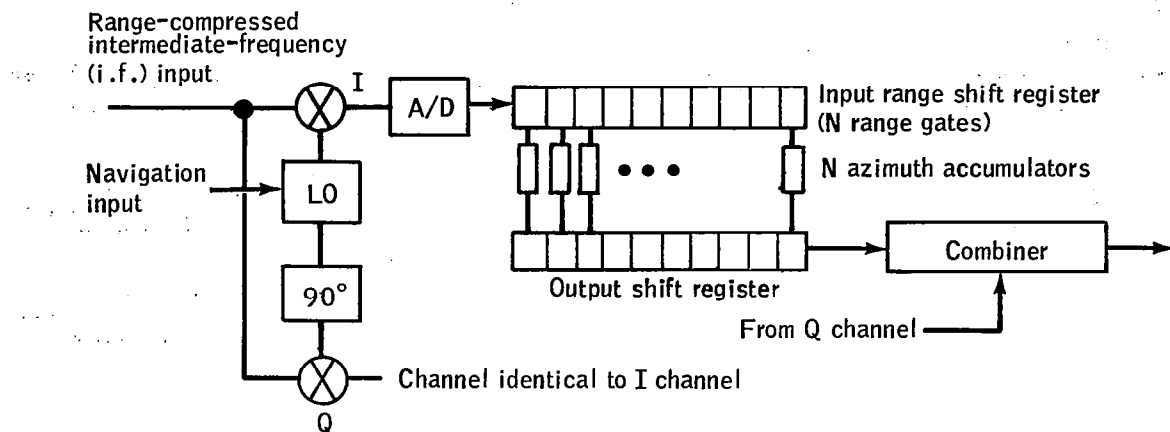 Range-compressed
intermediate-frequency
(i.f.) input
I
A/D
Input range shift register
(N range gates)
N azimuth accumulators
Navigation
input
LO
90°
Output shift register
Combiner
From Q channel
Channel identical to I channel
Q